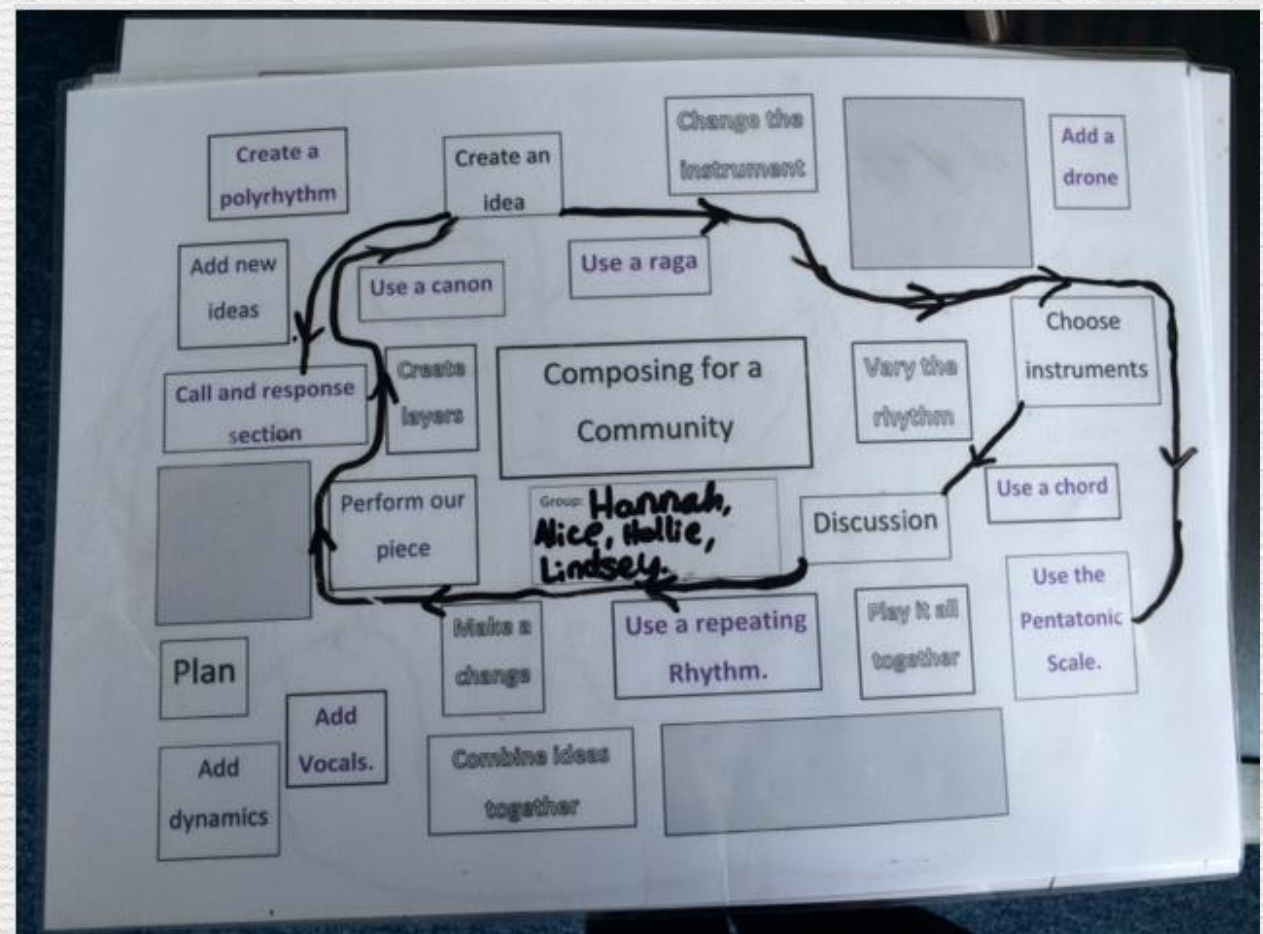 Create a
polyrhythm
Create an
idea
Change the
instrument
Add a
drone
Add new
ideas
Use a canon
Use a raga
Choose
instruments
Call and response
section
Create
layers
Composing for a
Community
Vary the
rhythm
Perform our
piece
Group: Hannah,
Alice, Hollie,
Lindsey.
Discussion
Use a chord
Use the
Pentatonic
Scale.
Plan
Make a
change
Use a repeating
Rhythm.
Play it all
together
Add
Vocals.
Add
dynamics
Combine ideas
together